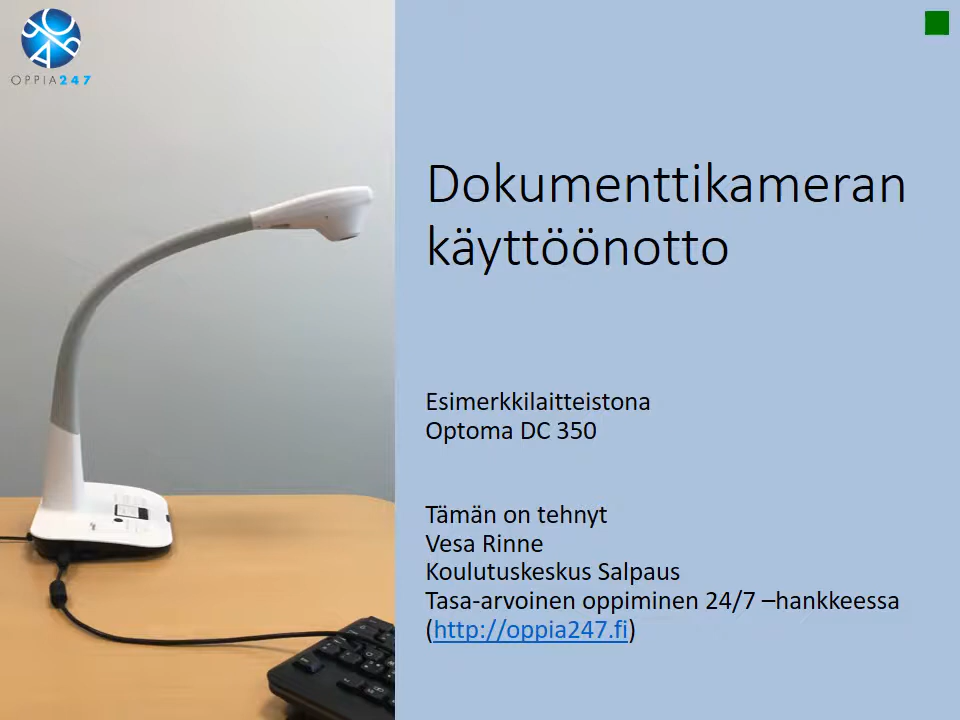 OPPIA247
Dokumenttikameran
käyttöönotto
Esimerkkilaitteistona
Optoma DC 350
Tämän on tehnyt
Vesa Rinne
Koulutuskeskus Salpaus
Tasa-arvoinen oppiminen 24/7 –hankkeessa
(http://oppia247.fi)